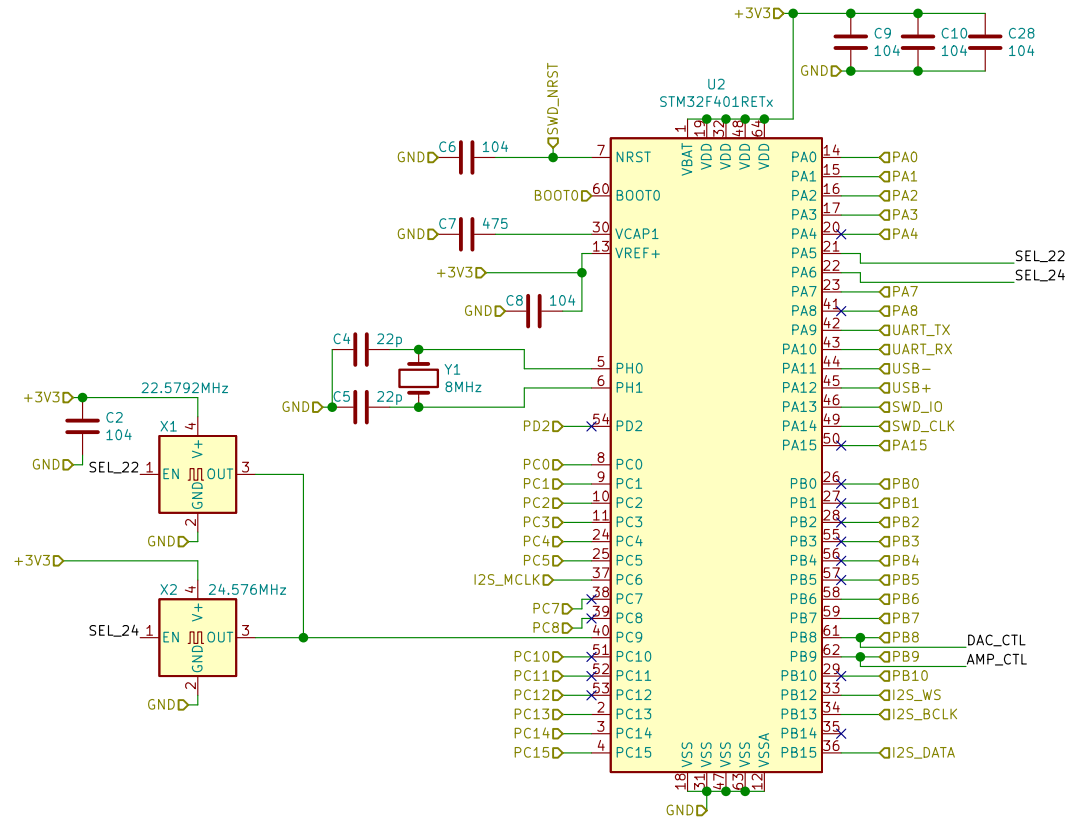 +3V3
C9
104
C10
104
C28
104
GND
U2
STM32F401RETx
SWD_NRST
1
19
32
48
64
VBAT
VDD
VDD
VDD
VDD
GND
C6
104
7
NRST
BOOT0
60
BOOT0
GND
C7
475
30
VCAP1
13
VREF+
+3V3
GND
C8
104
C4
22p
Y1
8MHz
GND
C5
22p
5
PH0
6
PH1
PD2
54
PD2
PC0
8
PC0
PC1
9
PC1
PC2
10
PC2
PC3
11
PC3
PC4
24
PC4
PC5
25
PC5
I2S_MCLK
37
PC6
PC7
38
PC7
PC8
39
PC8
40
PC9
PC10
51
PC10
PC11
52
PC11
PC12
53
PC12
PC13
2
PC13
PC14
3
PC14
PC15
4
PC15
PA0
14
PA0
PA1
15
PA1
PA2
16
PA2
PA3
17
PA3
PA4
20
PA4
PA5
21
SEL_22
PA6
22
SEL_24
PA7
23
PA7
PA8
41
PA8
PA9
42
UART_TX
PA10
43
UART_RX
PA11
44
USB-
PA12
45
USB+
PA13
46
SWD_IO
PA14
49
SWD_CLK
PA15
50
PA15
PB0
26
PB0
PB1
27
PB1
PB2
28
PB2
PB3
55
PB3
PB4
56
PB4
PB5
57
PB5
PB6
58
PB6
PB7
59
PB7
PB8
61
PB8
DAC_CTL
PB9
62
PB9
AMP_CTL
PB10
29
PB10
PB12
33
I2S_WS
PB13
34
I2S_BCLK
PB14
35
PB15
36
I2S_DATA
VSS
VSS
VSS
VSS
VSSA
18
31
47
63
12
GND
22.5792MHz
+3V3
C2
104
GND
X1
4
V+
SEL_22
1
EN
OUT
3
GND
2
GND
+3V3
X2
24.576MHz
4
V+
SEL_24
1
EN
OUT
3
GND
2
GND